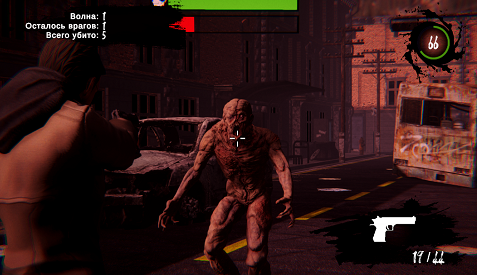 Волна: 1
Осталось врагов: 1
Всего убито: 5
66
17 / 44